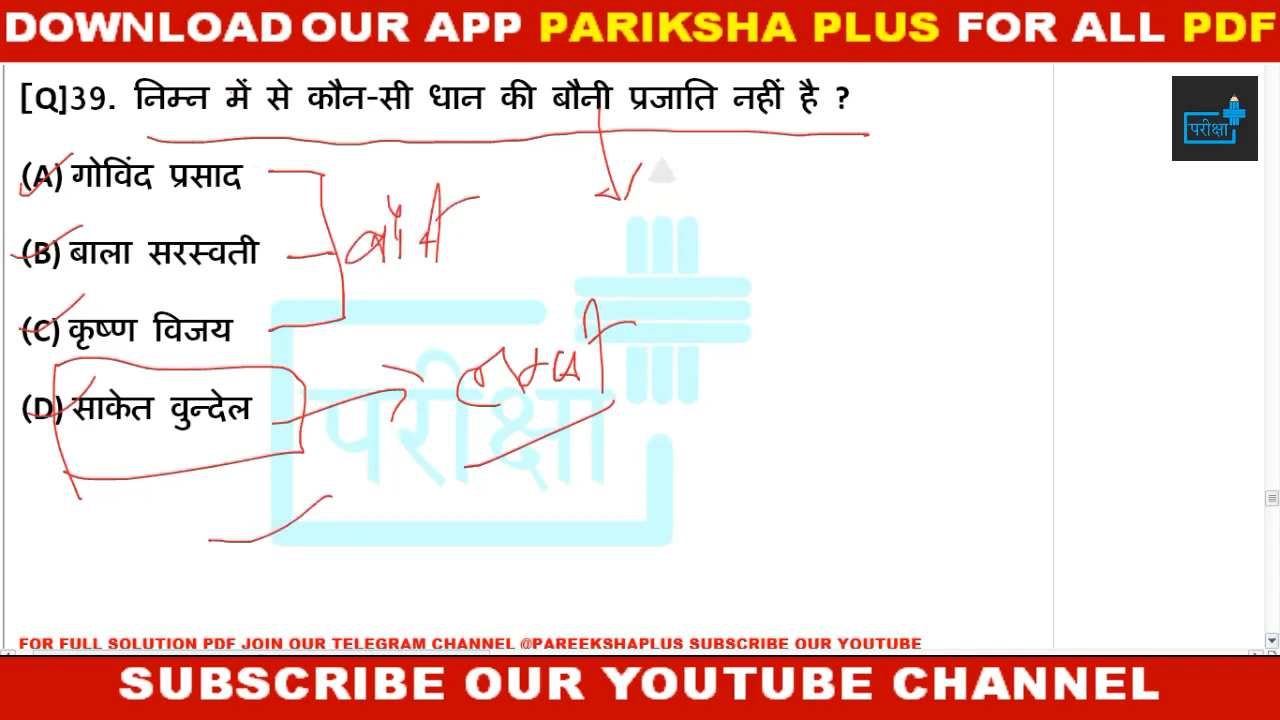 DOWNLOAD OUR APP PARIKSHA PLUS FOR ALL PDF
[Q]39. निम्न में से कौन-सी धान की बौनी प्रजाति नहीं है ?
परीक्षा
(A) गोविंद प्रसाद
(B) बाला सरस्वती
बौनी
(C) कृष्ण विजय
(D) साकेत वुन्देल
परीक्षा
FOR FULL SOLUTION PDF JOIN OUR TELEGRAM CHANNEL @PAREEKSHAPLUS SUBSCRIBE OUR YOUTUBE
SUBSCRIBE OUR YOUTUBE CHANNEL